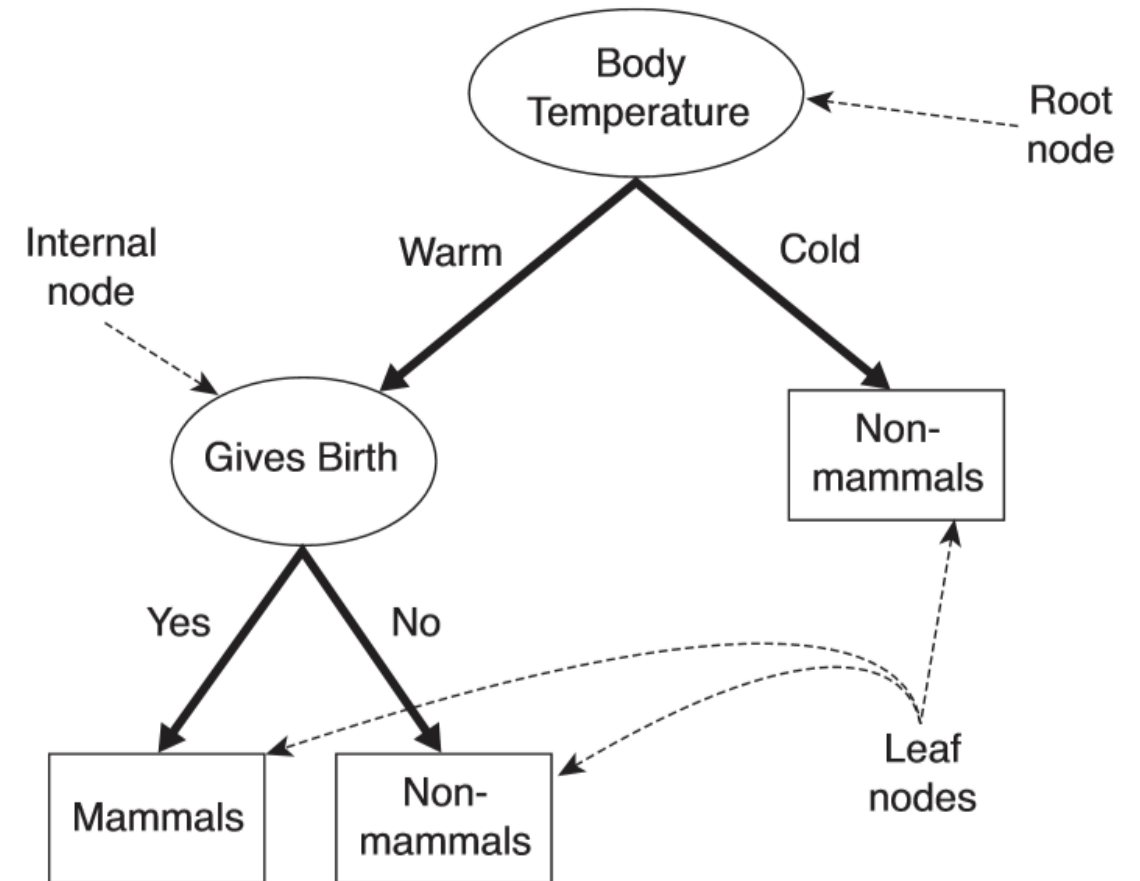 Body
Temperature
Root
node
Internal
node
Warm
Cold
Gives Birth
Non-
mammals
Yes
No
Mammals
Non-
mammals
Leaf
nodes